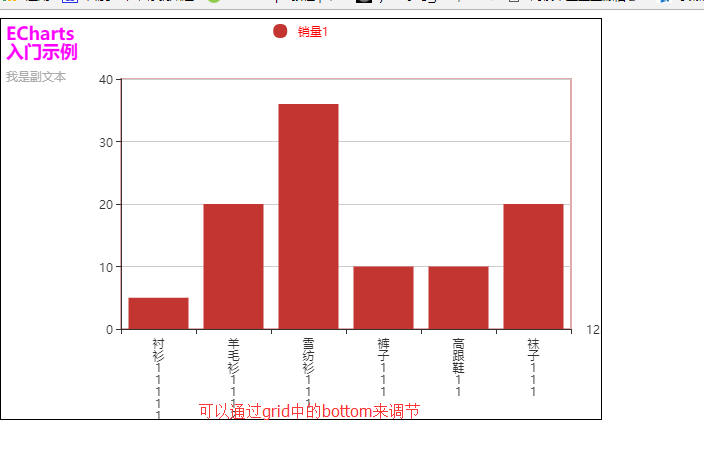 ECharts
入门示例
我是副文本
销量1
40
30
20
10
0
12
衬衫11111
羊毛衫111
雪纺衫111
裤子111
高跟鞋11
袜子111
可以通过grid中的bottom来调节